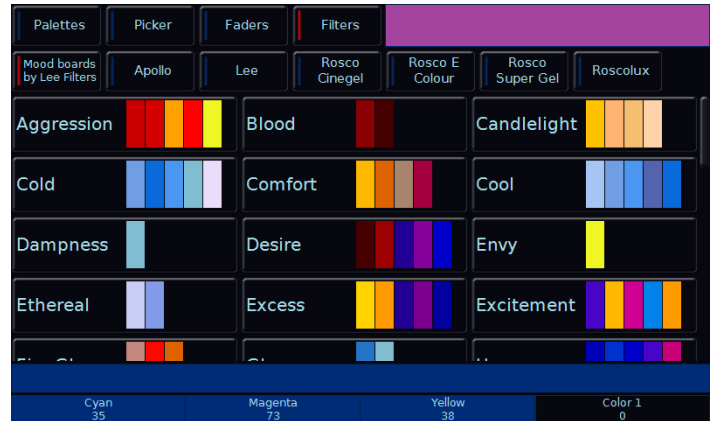 Palettes
Picker
Faders
Filters
Mood boards
by Lee Filters
Apollo
Lee
Rosco
Cinegel
Rosco E
Colour
Rosco
Super Gel
Roscolux
Aggression
Blood
Candlelight
Cold
Comfort
Cool
Dampness
Desire
Envy
Ethereal
Excess
Excitement
Cyan
35
Magenta
73
Yellow
38
Color 1
0